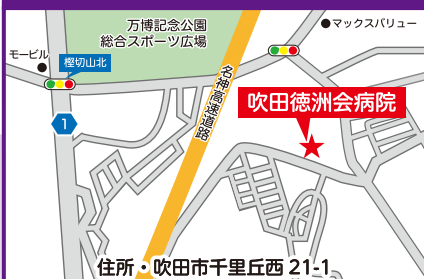 万博記念公園
総合スポーツ広場
マックスバリュー
モービル
樫切山北
名神高速道路
吹田徳洲会病院
1
住所・吹田市千里丘西 21-1